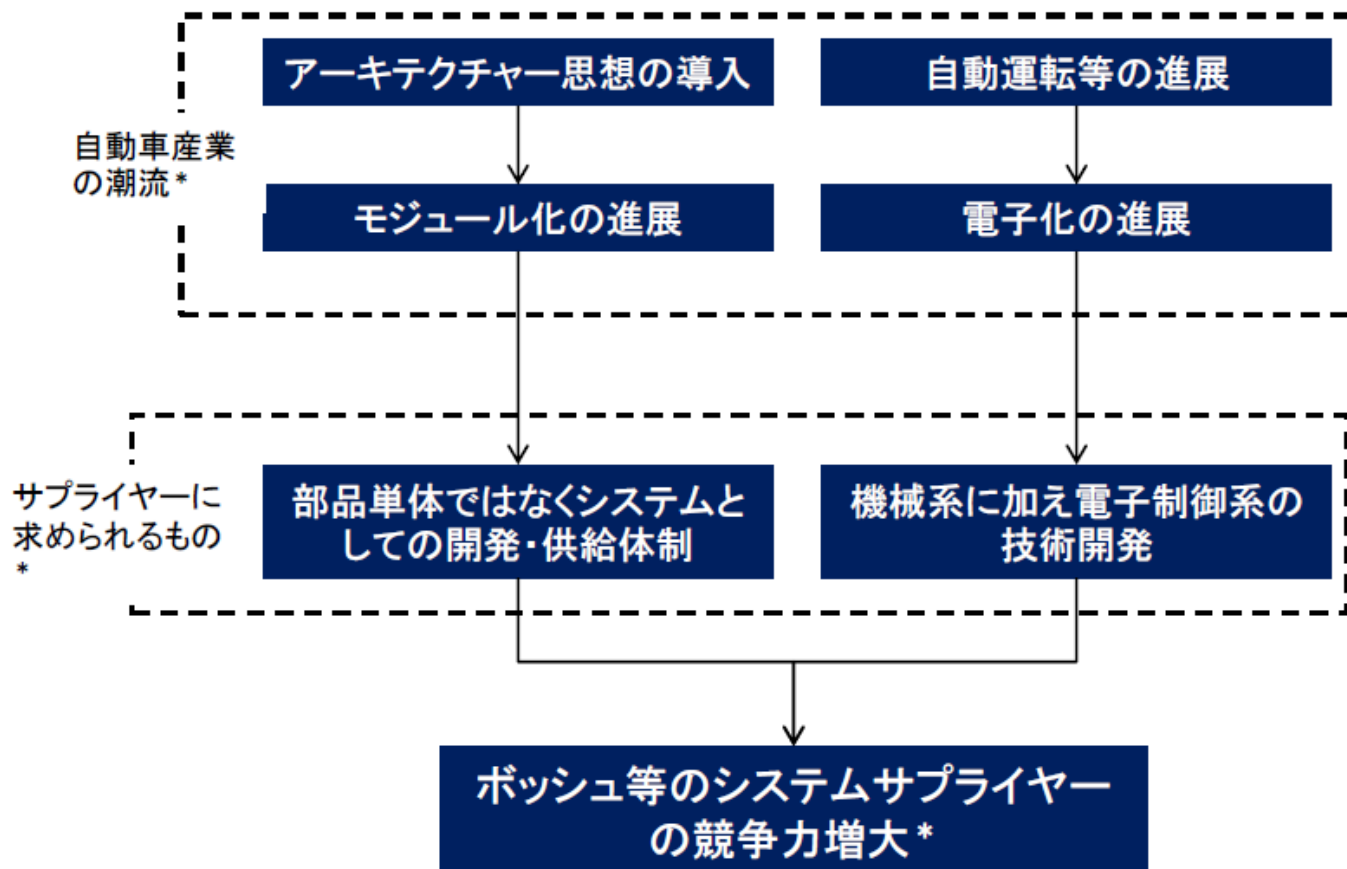 アーキテクチャー思想の導入
自動運転等の進展
自動車産業
の潮流*
モジュール化の進展
電子化の進展
サプライヤーに
求められるもの
*
部品単体ではなくシステムと
しての開発・供給体制
機械系に加え電子制御系の
技術開発
ボッシュ等のシステムサプライヤー
の競争力増大*